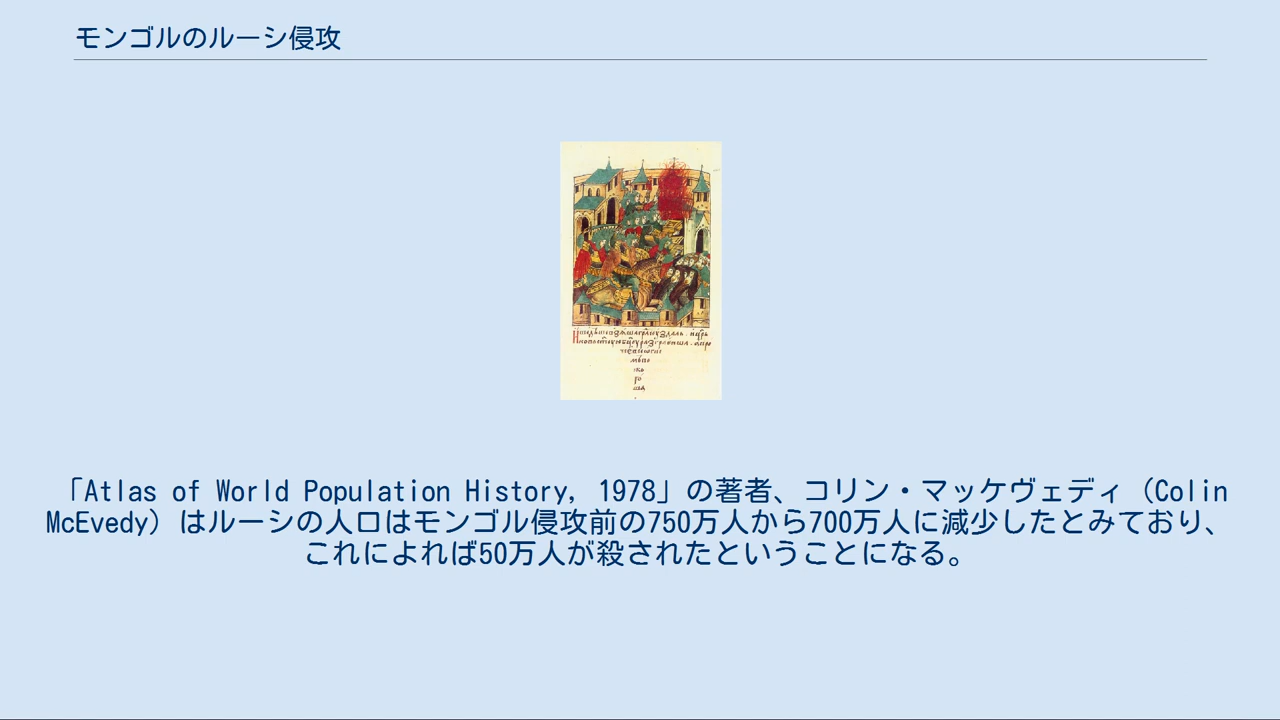 モンゴルのルーシ侵攻
「Atlas of World Population History, 1978」の著者、コリン・マッケヴェディ（Colin
McEvedy）はルーシの人口はモンゴル侵攻前の750万人から700万人に減少したとみており、
これによれば50万人が殺されたということになる。